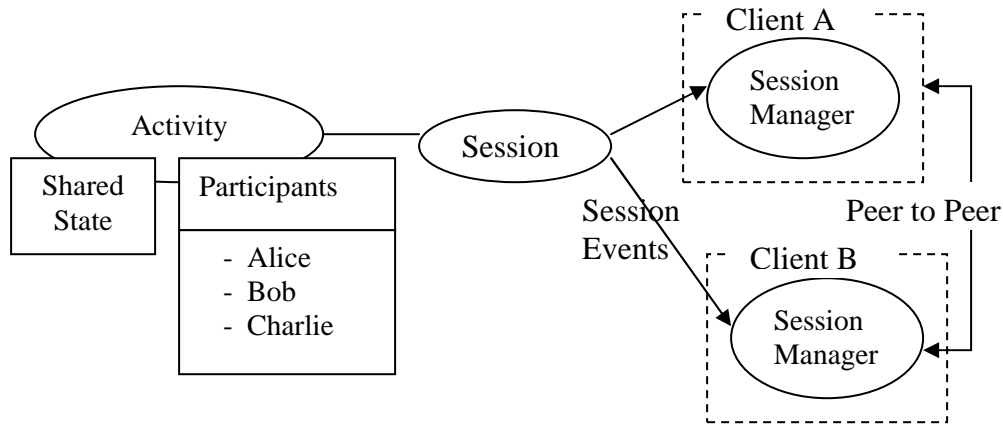 Client A
Session
Manager
Activity
Session
Shared
State
Participants
- Alice
- Bob
- Charlie
Session
Events
Peer to Peer
Client B
Session
Manager